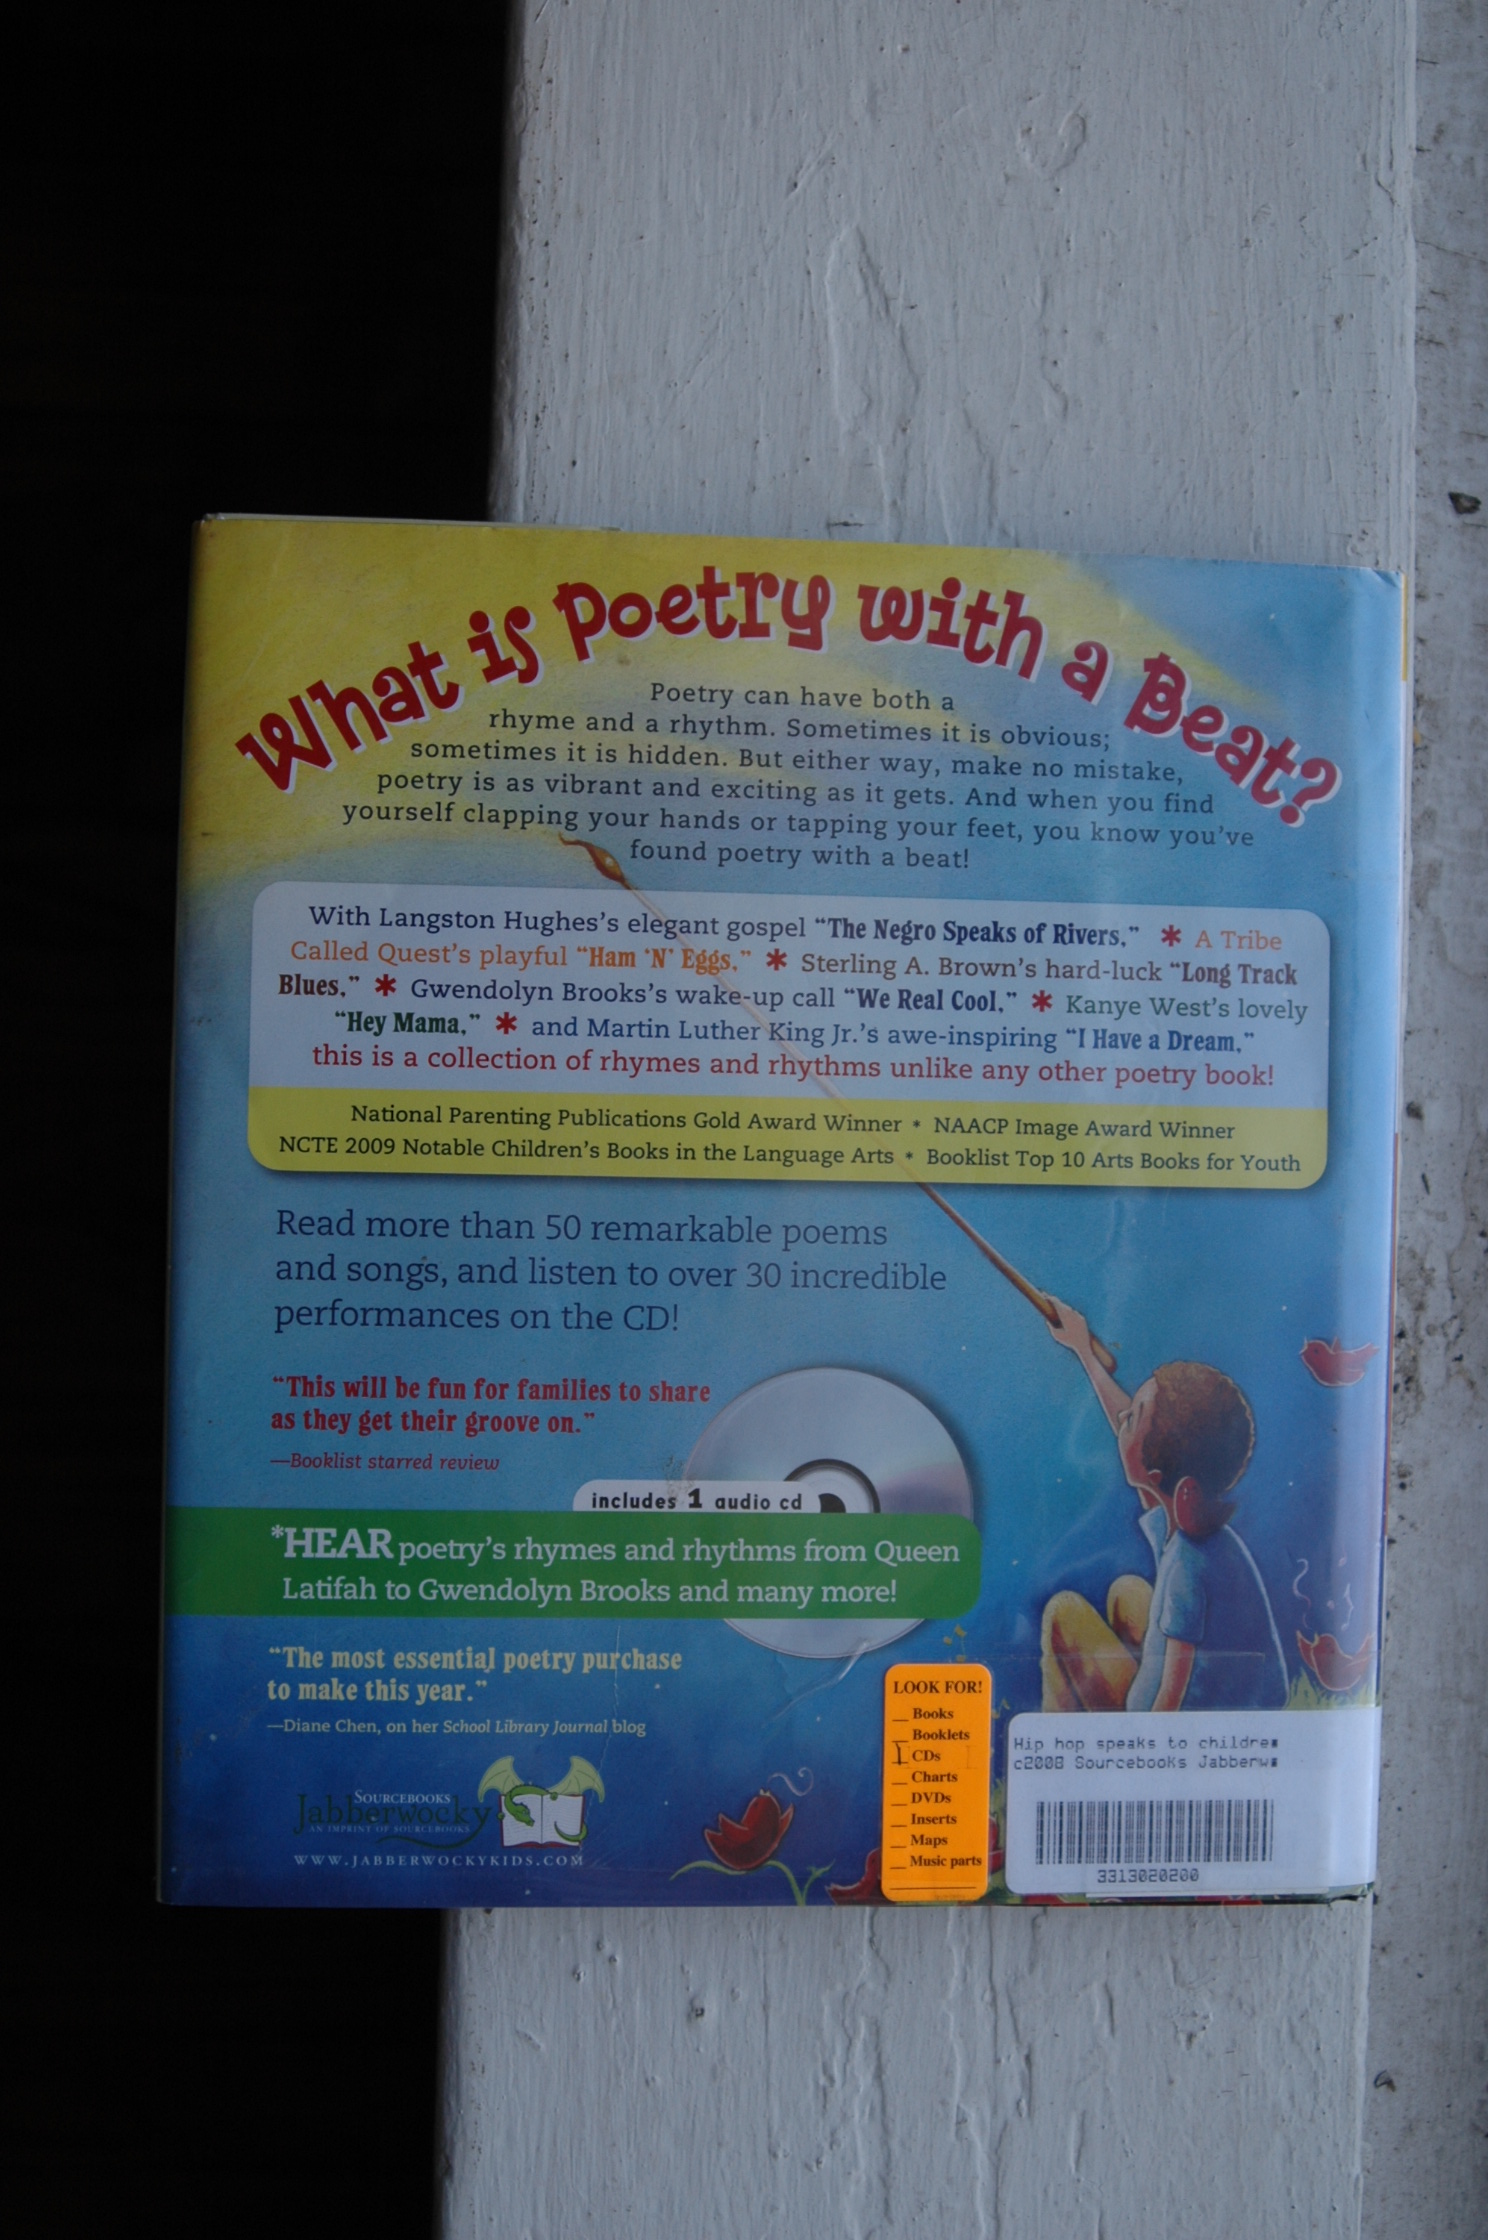 What is Poetry with a Beat?
Poetry can have both a
rhyme and a rhythm. Sometimes it is obvious;
sometimes it is hidden. But either way, make no mistake,
poetry is as vibrant and exciting as it gets. And when you find
yourself clapping your hands or tapping your feet, you know you've
found poetry with a beat!
With Langston Hughes's elegant gospel “The Negro Speaks of Rivers,” * A Tribe
Called Quest's playful “Ham 'N' Eggs,” * Sterling A. Brown's hard-luck “Long Track
Blues,” * Gwendolyn Brooks's wake-up call “We Real Cool,” * Kanye West's lovely
“Hey Mama,” * and Martin Luther King Jr.'s awe-inspiring “I Have a Dream,”
this is a collection of rhymes and rhythms unlike any other poetry book!
National Parenting Publications Gold Award Winner * NAACP Image Award Winner
NCTE 2009 Notable Children's Books in the Language Arts * Booklist Top 10 Arts Books for Youth
Read more than 50 remarkable poems
and songs, and listen to over 30 incredible
performances on the CD!
“This will be fun for families to share
as they get their groove on.”
—Booklist starred review
includes 1 audio cd
*HEAR poetry's rhymes and rhythms from Queen
Latifah to Gwendolyn Brooks and many more!
“The most essential poetry purchase
to make this year.”
—Diane Chen, on her School Library Journal blog
SOURCEBOOKS
Jabberwocky
AN IMPRINT OF SOURCEBOOKS
WWW.JABBERWOCKYKIDS.COM
LOOK FOR!
__ Books
__ Booklets
1 CDs
__ Charts
__ DVDs
__ Inserts
__ Maps
__ Music parts
Hip hop speaks to childre
c2008 Sourcebooks Jabberw
3313020200